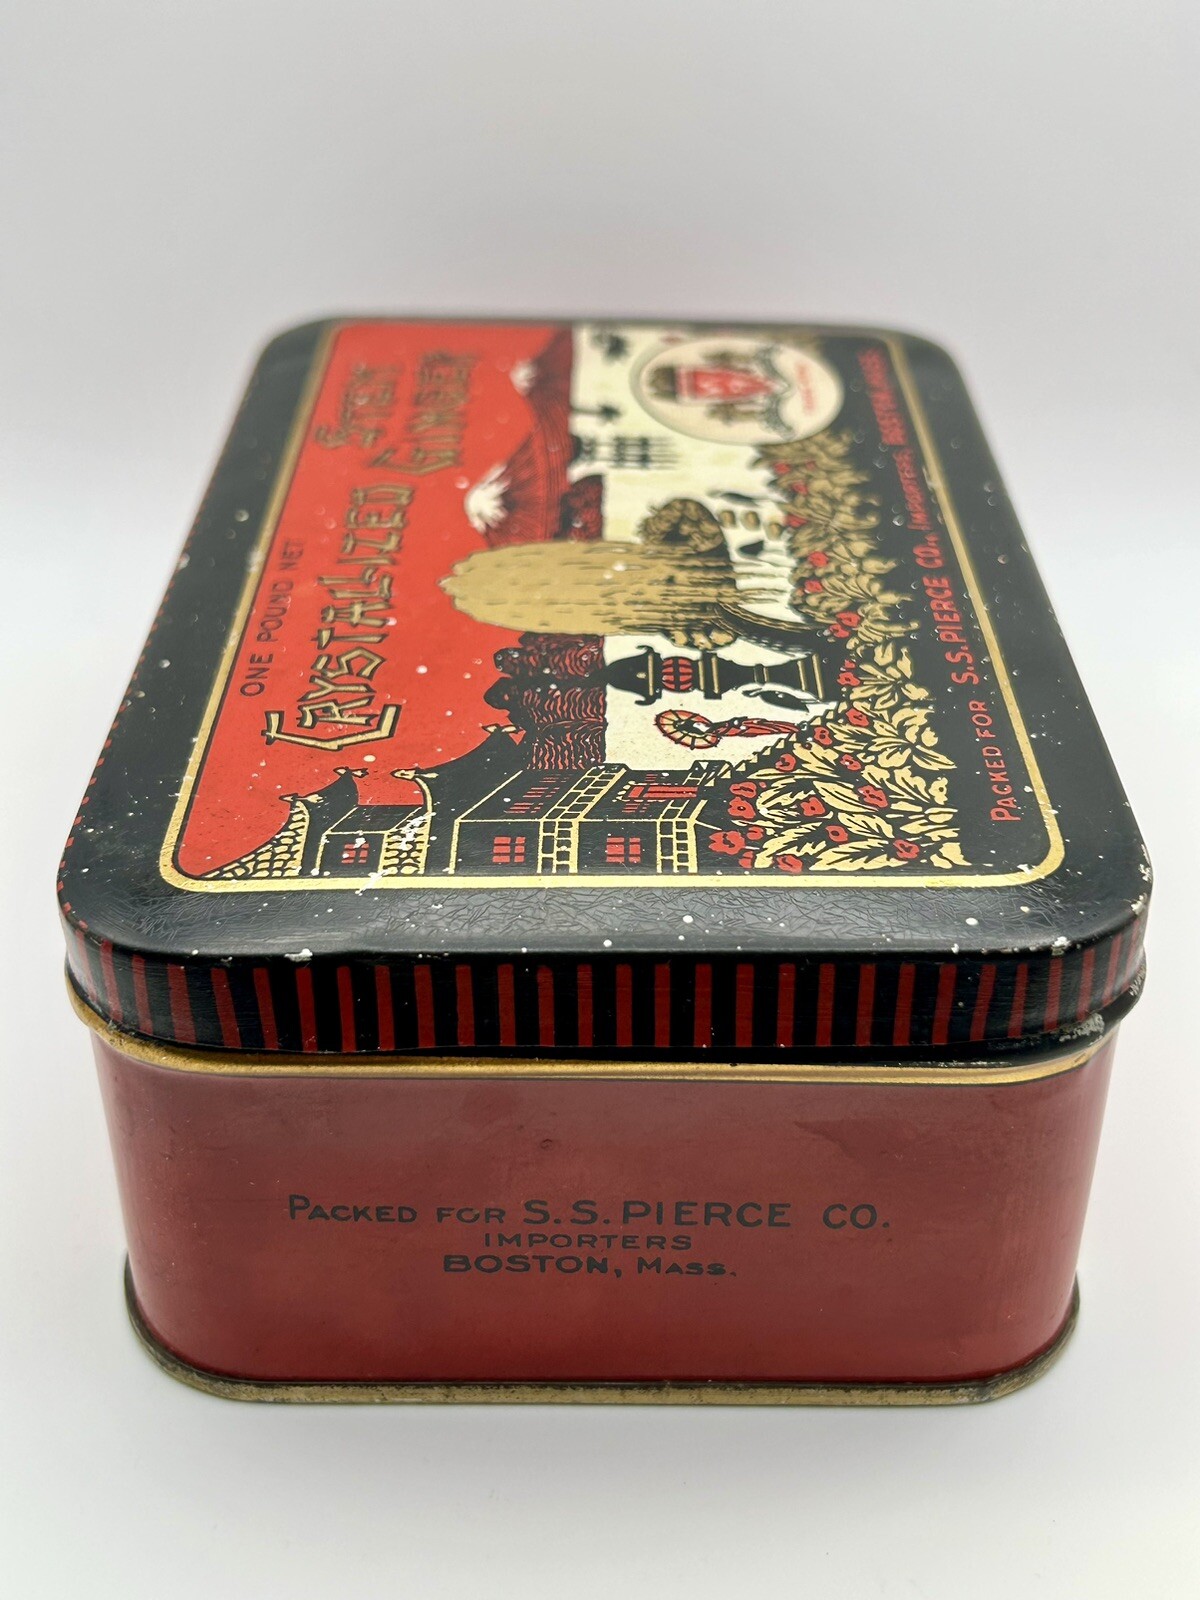 ONE POUND NET
CRYSTALIZED
STEM
GINGER
PACKED FOR S.S. PIERCE CO., IMPORTERS, BOSTON, MASS.
PACKED FOR S.S. PIERCE CO.
IMPORTERS
BOSTON, MASS.